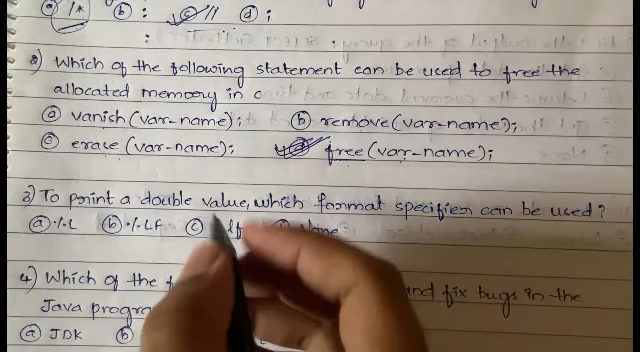 ⓐ /* ⓑ : ⓒ // ⓓ ;
2) Which of the following statement can be used to free the
allocated memory in c
ⓐ vanish(var-name); ⓑ remove(var-name);
ⓒ erace(var-name); free(var-name);
3) To print a double value, which format specifier can be used?
ⓐ %L ⓑ %Lf ⓒ
4) Which of the and fix bugs in the
Java
ⓐ JDK ⓑ